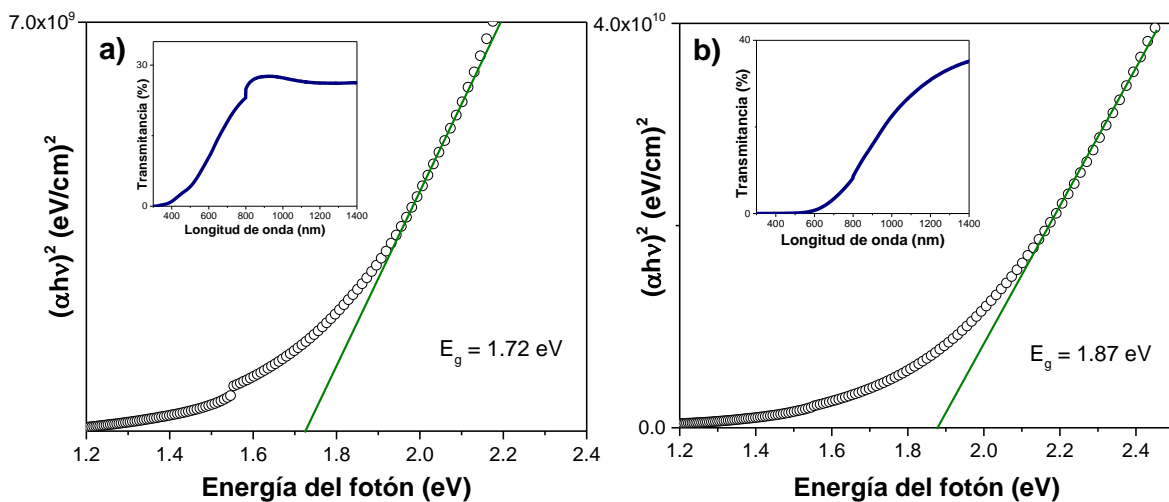 a)
7.0x10⁹
(αhν)² (eV/cm)²
30
0
Transmitancia (%)
400 600 800 1000 1200 1400
Longitud de onda (nm)
E_g = 1.72 eV
1.2 1.4 1.6 1.8 2.0 2.2 2.4
Energía del fotón (eV)
b)
4.0x10¹⁰
0.0
(αhν)² (eV/cm)²
40
0
Transmitancia (%)
400 600 800 1000 1200 1400
Longitud de onda (nm)
E_g = 1.87 eV
1.2 1.4 1.6 1.8 2.0 2.2 2.4
Energía del fotón (eV)